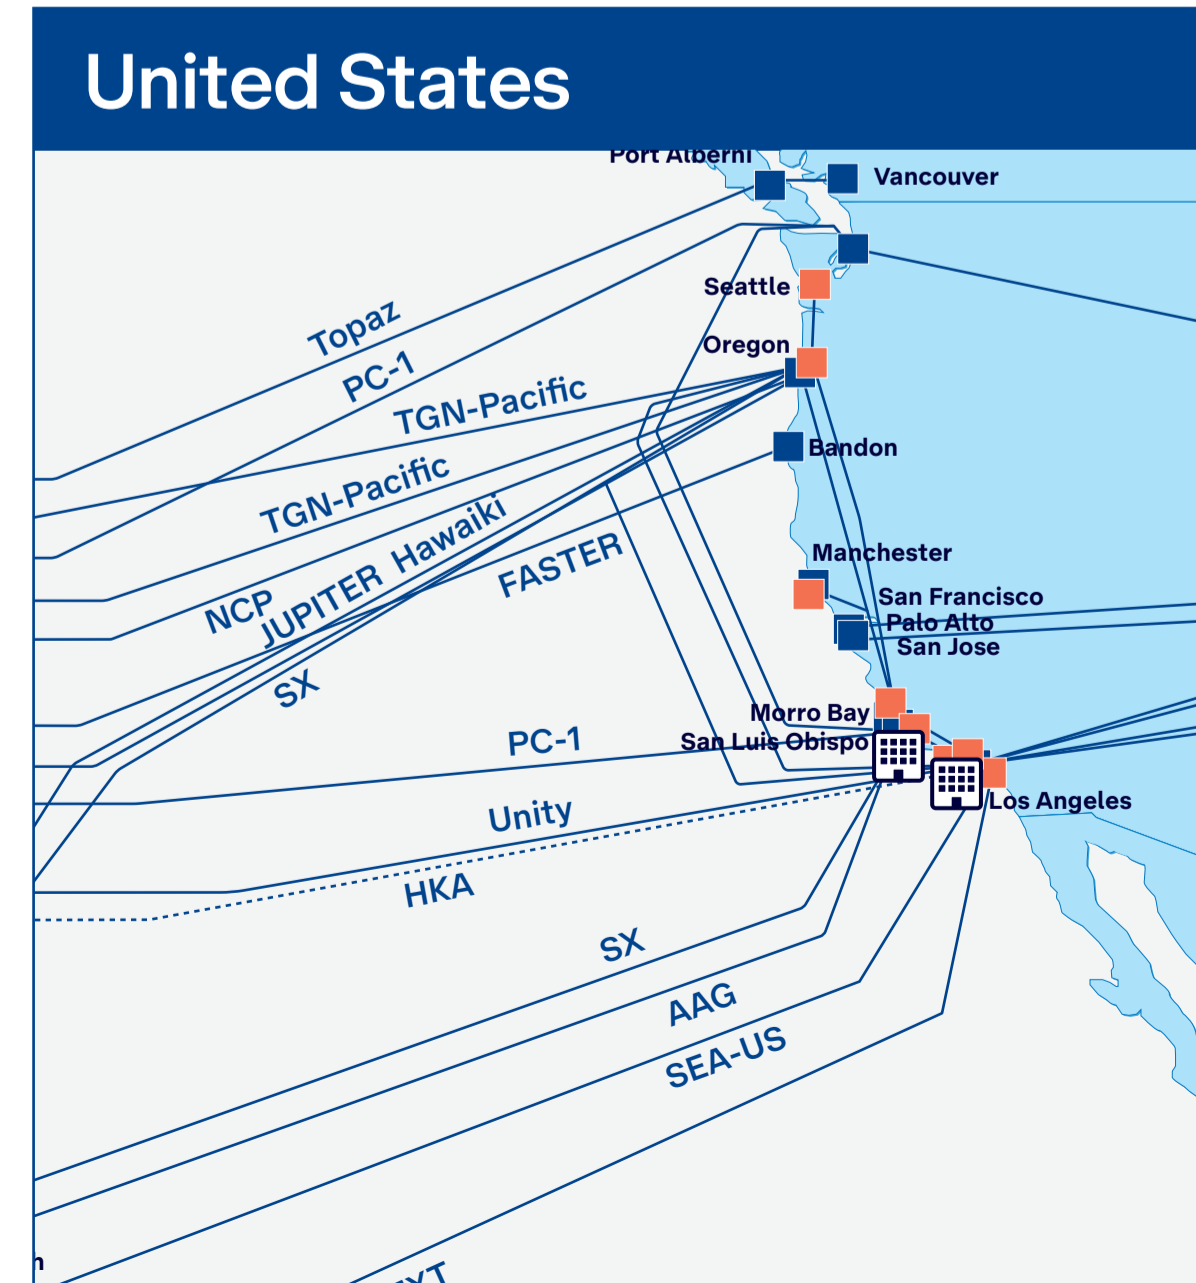 United States
Port Alberni
Vancouver
Seattle
Topaz
Oregon
PC-1
TGN-Pacific
Bandon
TGN-Pacific
Hawaiki
FASTER
Manchester
JUPITER
NCP
San Francisco
Palo Alto
San Jose
SX
Morro Bay
PC-1
San Luis Obispo
Los Angeles
Unity
HKA
SX
AAG
SEA-US